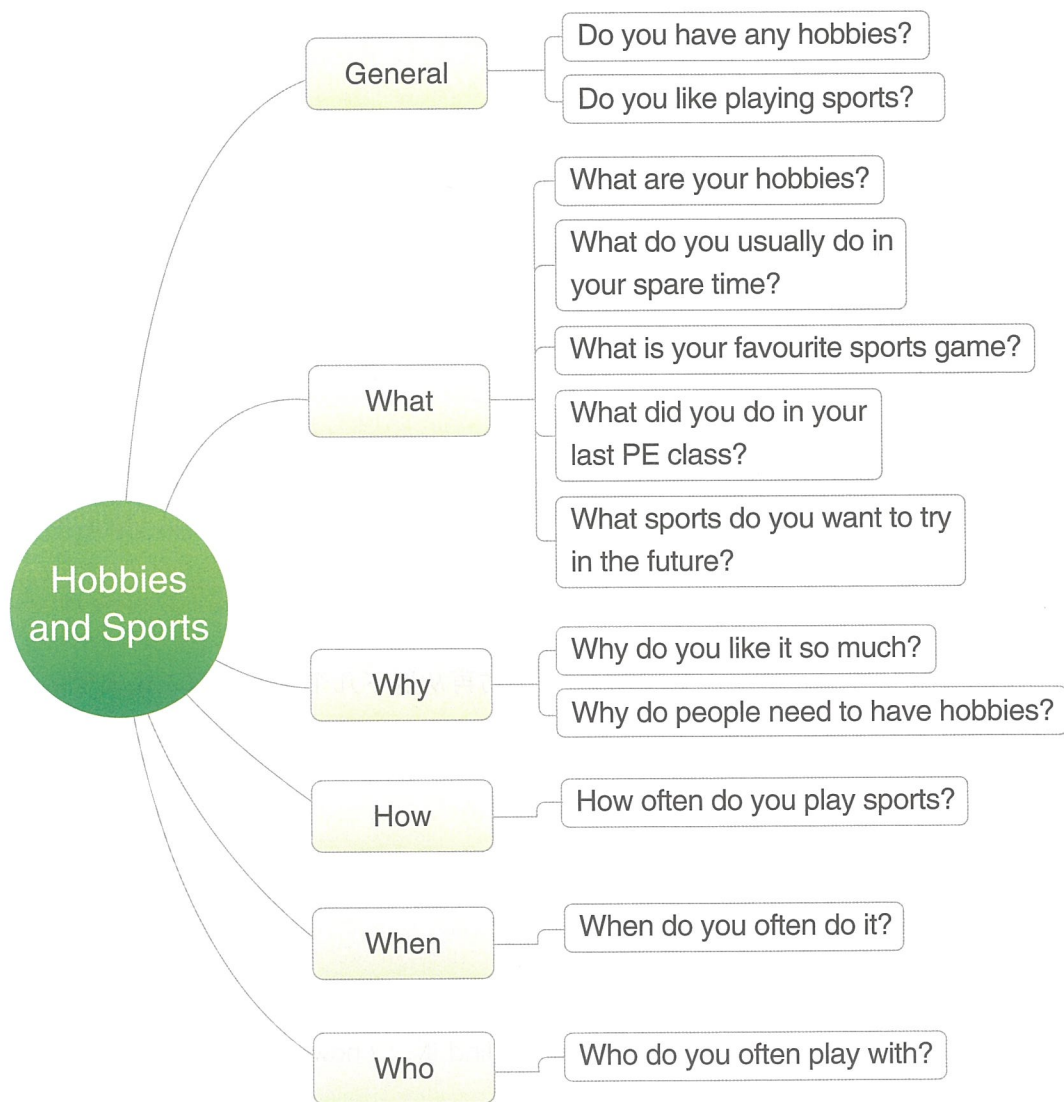 General
Do you have any hobbies?
Do you like playing sports?
What
What are your hobbies?
What do you usually do in
your spare time?
What is your favourite sports game?
What did you do in your
last PE class?
What sports do you want to try
in the future?
Hobbies
and Sports
Why
Why do you like it so much?
Why do people need to have hobbies?
How
How often do you play sports?
When
When do you often do it?
Who
Who do you often play with?